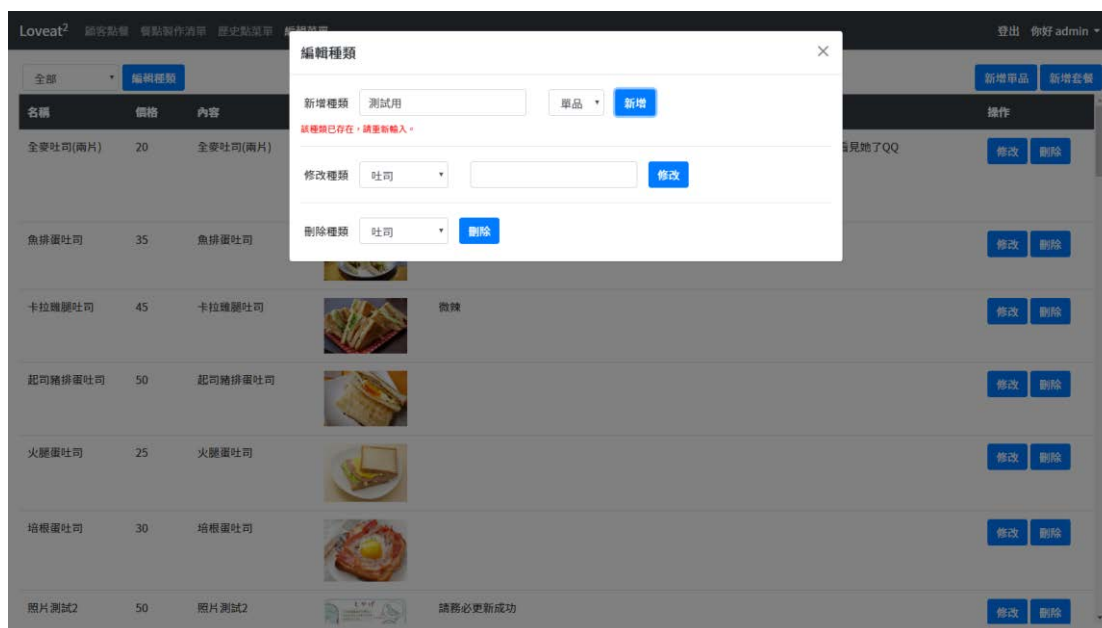 Loveat² 顧客點餐 餐點製作清單 歷史點菜單 編輯菜單 登出 你好 admin
編輯種類 ×
全部 編輯種類 新增單品 新增套餐
新增種類 測試用 單品 新增
該種類已存在，請重新輸入。
名稱 價格 內容 操作
全麥吐司(兩片) 20 全麥吐司(兩片) 見她了QQ 修改 刪除
修改種類 吐司 修改
刪除種類 吐司 刪除
魚排蛋吐司 35 魚排蛋吐司 修改 刪除
卡拉雞腿吐司 45 卡拉雞腿吐司 微辣 修改 刪除
起司豬排蛋吐司 50 起司豬排蛋吐司 修改 刪除
火腿蛋吐司 25 火腿蛋吐司 修改 刪除
培根蛋吐司 30 培根蛋吐司 修改 刪除
照片測試2 50 照片測試2 請務必更新成功 修改 刪除